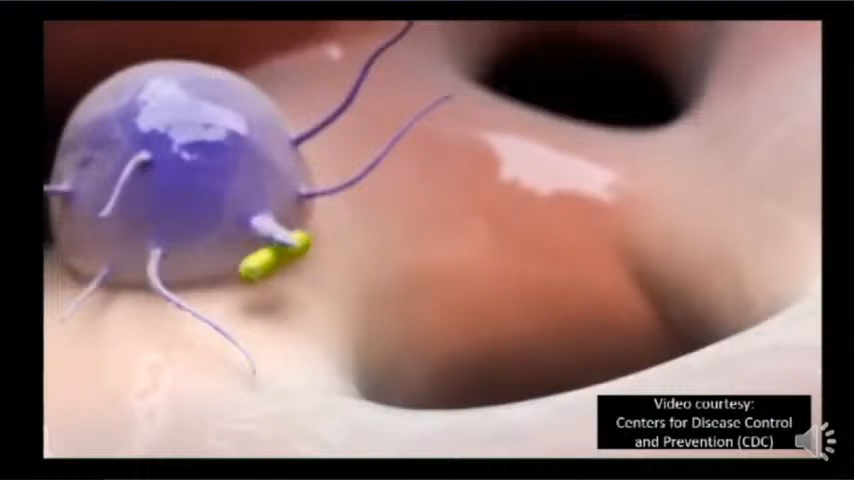 Video courtesy:
Centers for Disease Control
and Prevention (CDC)